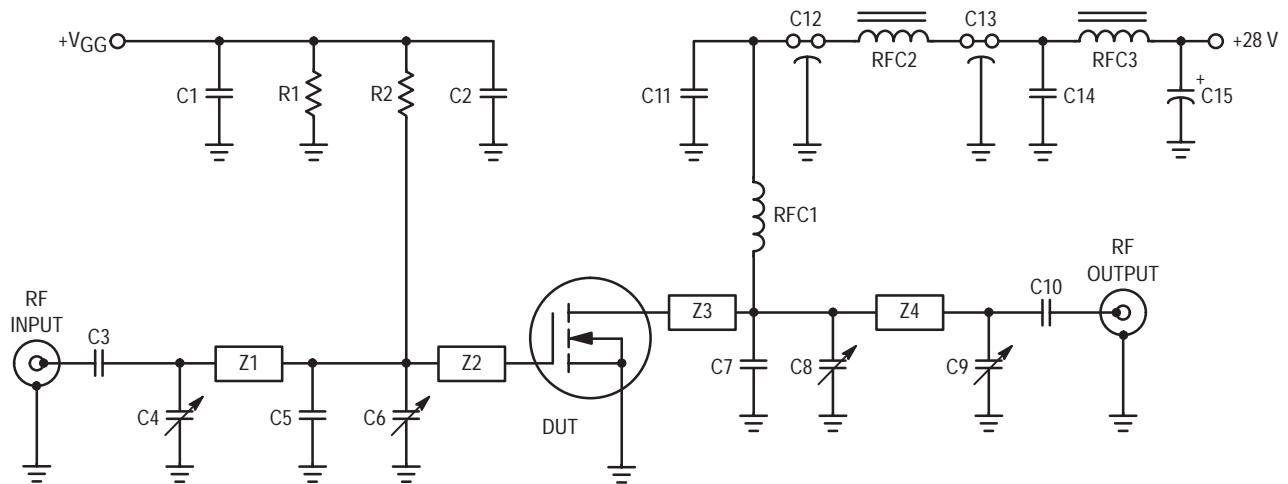 C12
C13
+VGG
+28 V
RFC2
RFC3
C1
R1
R2
C2
C11
C14
+
C15
RFC1
RF
INPUT
RF
OUTPUT
C3
Z1
Z2
Z3
Z4
C10
C4
C5
C6
DUT
C7
C8
C9